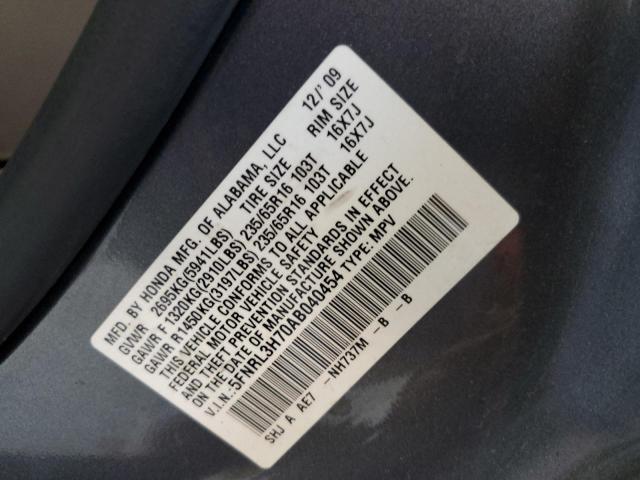 MFD. BY HONDA MFG. OF ALABAMA, LLC 12/'09
GVWR 2695KG(5941LBS) TIRE SIZE RIM SIZE
GAWR F 1320KG(2910LBS) 235/65R16 103T 16X7J
GAWR R 1450KG(3197LBS) 235/65R16 103T 16X7J
THIS VEHICLE CONFORMS TO ALL APPLICABLE
FEDERAL MOTOR VEHICLE SAFETY
AND THEFT PREVENTION STANDARDS IN EFFECT
ON THE DATE OF MANUFACTURE SHOWN ABOVE.
V.I.N.:5FNRL3H70AB040454 TYPE: MPV
SHJ A AE7 -NH737M -B -B